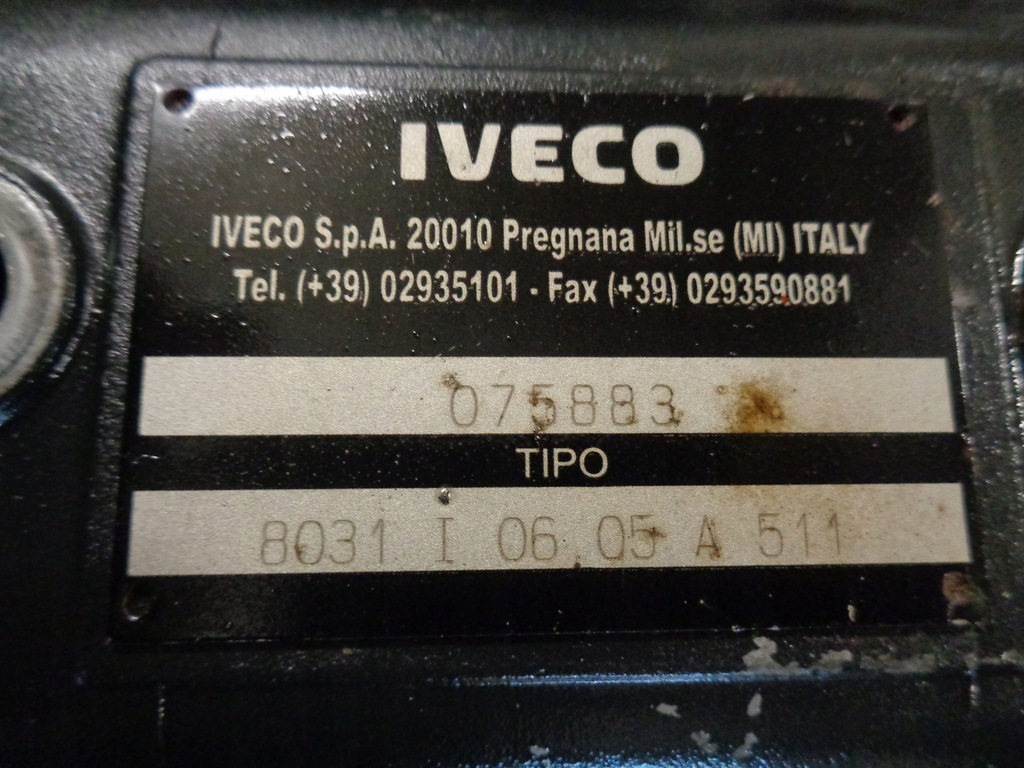 IVECO
IVECO S.p.A. 20010 Pregnana Mil.se (MI) ITALY
Tel. (+39) 02935101 - Fax (+39) 0293590881
075883
TIPO
8031 I 06.05 A 511